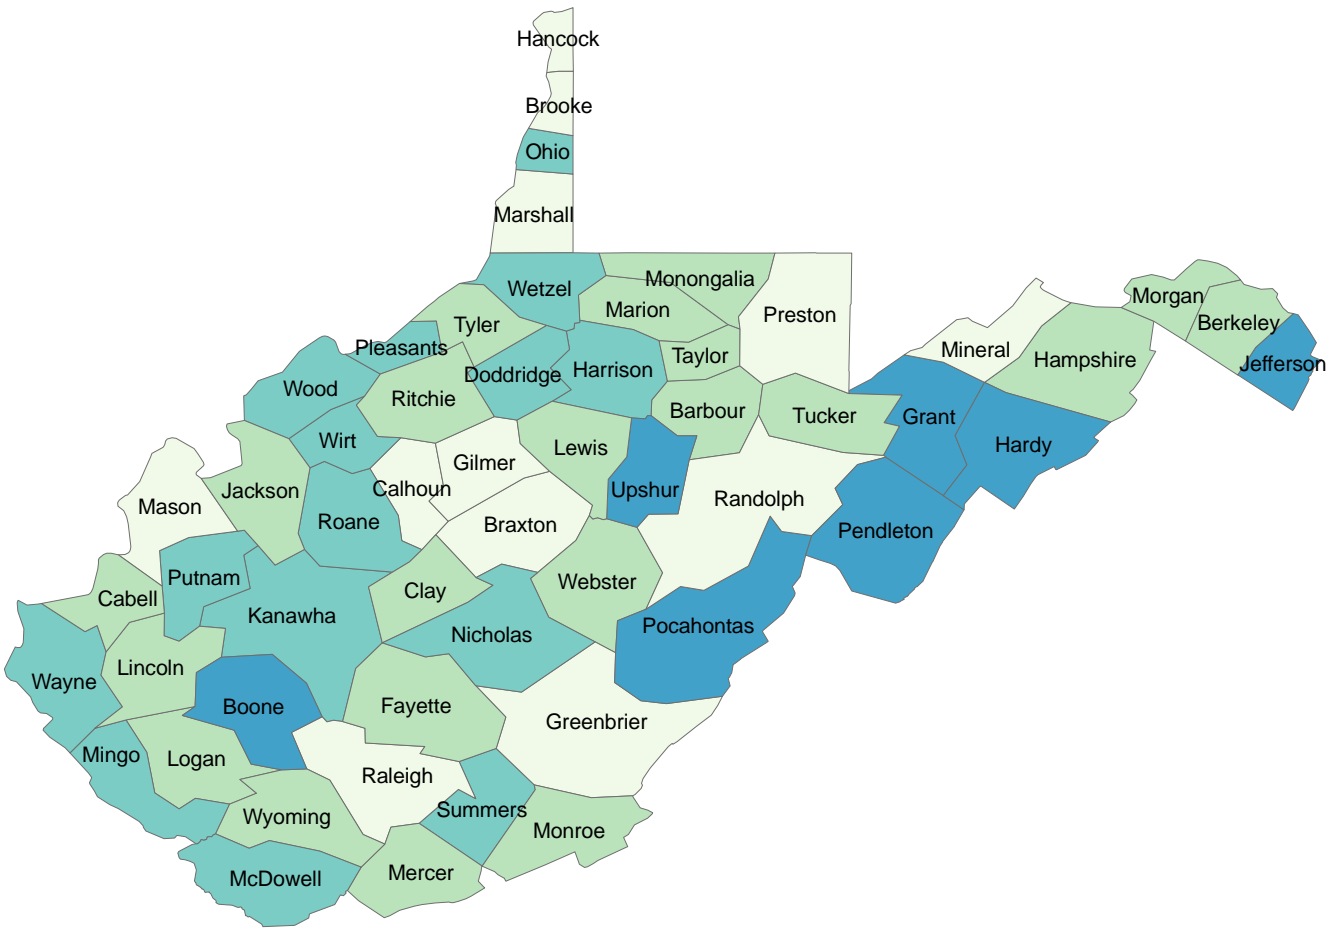 Hancock
Brooke
Ohio
Marshall
Wetzel
Monongalia
Marion
Preston
Morgan
Berkeley
Jefferson
Tyler
Pleasants
Taylor
Mineral
Hampshire
Wood
Doddridge
Harrison
Ritchie
Barbour
Tucker
Grant
Hardy
Wirt
Lewis
Gilmer
Upshur
Calhoun
Jackson
Mason
Roane
Braxton
Randolph
Pendleton
Putnam
Cabell
Clay
Webster
Kanawha
Nicholas
Pocahontas
Wayne
Lincoln
Boone
Fayette
Greenbrier
Mingo
Logan
Raleigh
Summers
Wyoming
Monroe
McDowell
Mercer